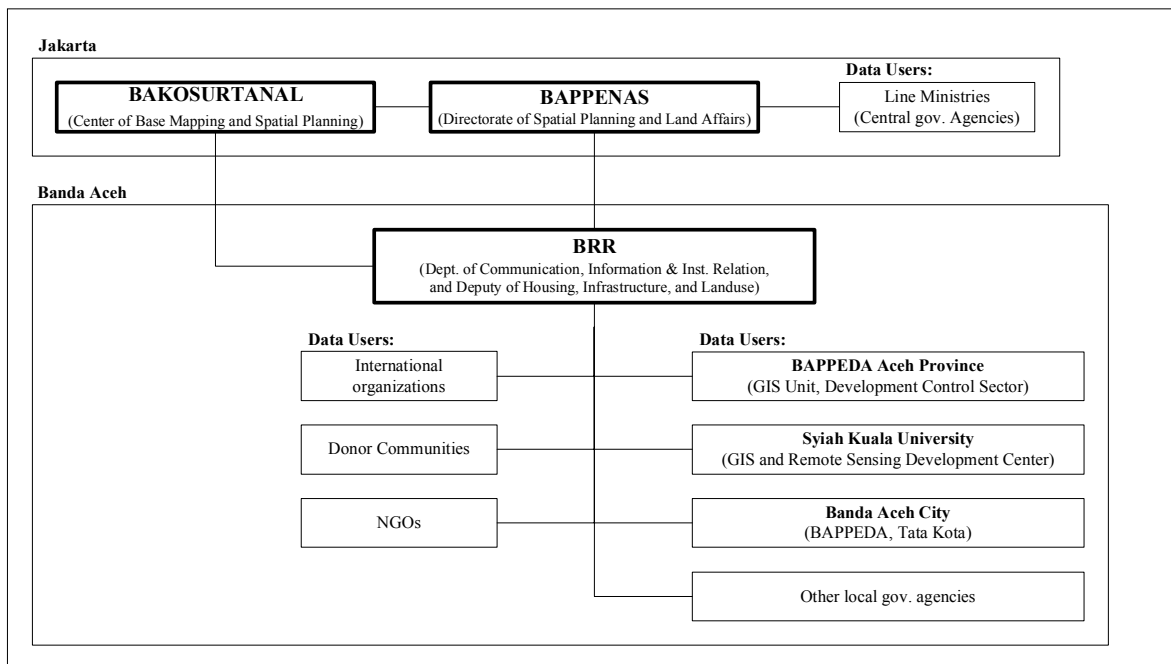 Jakarta
BAKOSURTANAL
(Center of Base Mapping and Spatial Planning)
BAPPENAS
(Directorate of Spatial Planning and Land Affairs)
Data Users:
Line Ministries
(Central gov. Agencies)
Banda Aceh
BRR
(Dept. of Communication, Information & Inst. Relation,
and Deputy of Housing, Infrastructure, and Landuse)
Data Users:
International
organizations
Donor Communities
NGOs
Data Users:
BAPPEDA Aceh Province
(GIS Unit, Development Control Sector)
Syiah Kuala University
(GIS and Remote Sensing Development Center)
Banda Aceh City
(BAPPEDA, Tata Kota)
Other local gov. agencies